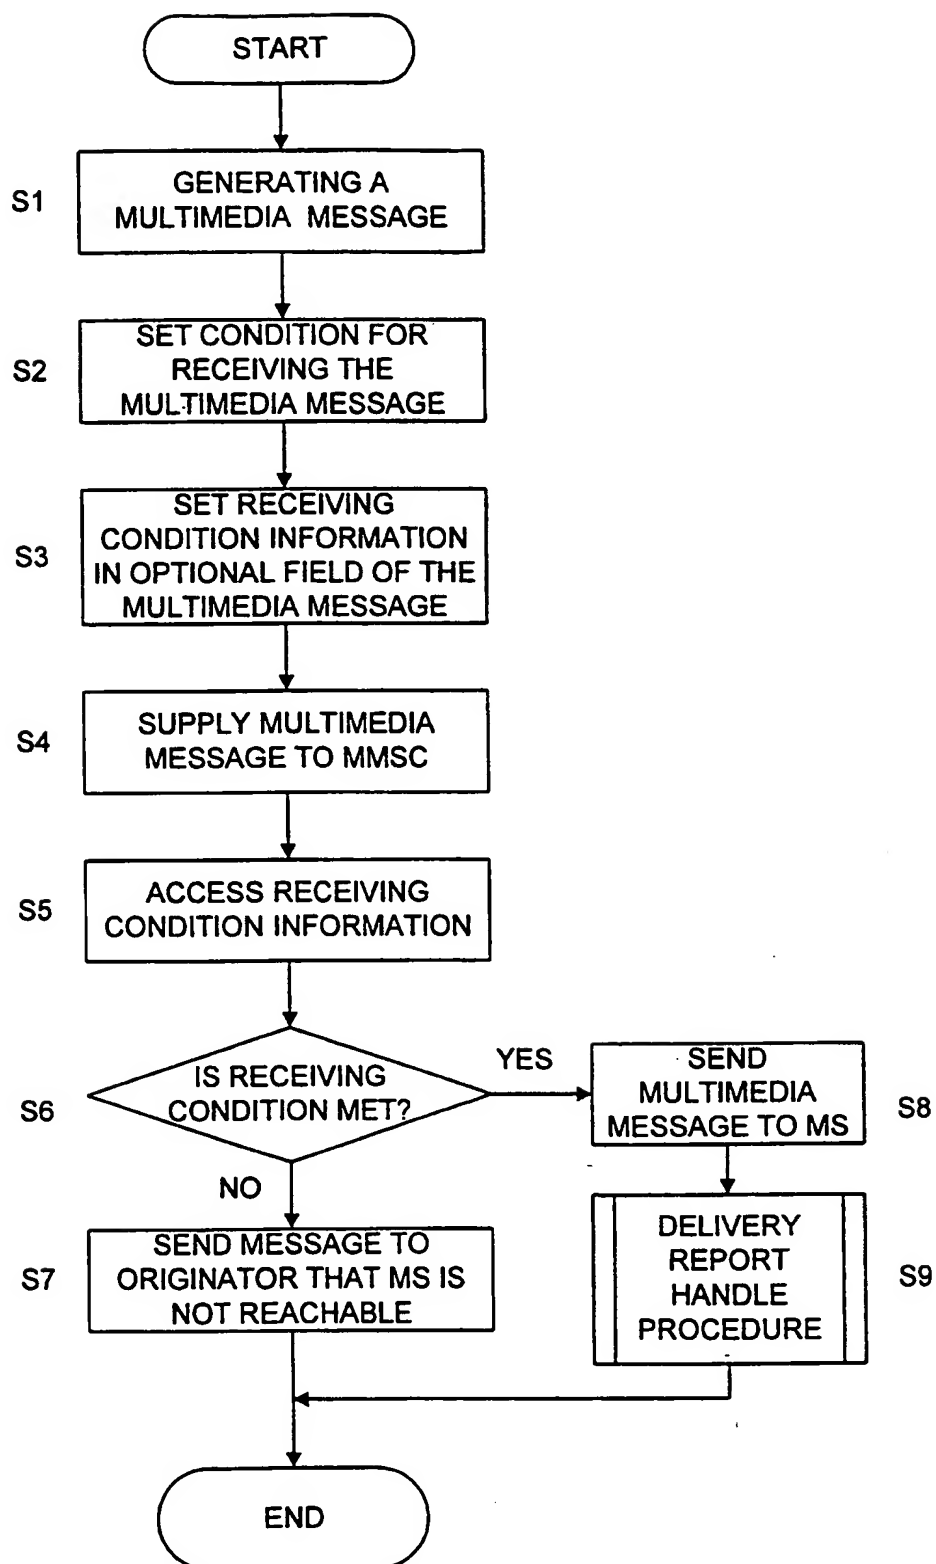 START
S1
GENERATING A
MULTIMEDIA MESSAGE
S2
SET CONDITION FOR
RECEIVING THE
MULTIMEDIA MESSAGE
S3
SET RECEIVING
CONDITION INFORMATION
IN OPTIONAL FIELD OF THE
MULTIMEDIA MESSAGE
S4
SUPPLY MULTIMEDIA
MESSAGE TO MMSC
S5
ACCESS RECEIVING
CONDITION INFORMATION
S6
IS RECEIVING
CONDITION MET?
YES
SEND
MULTIMEDIA
MESSAGE TO MS
S8
NO
S7
SEND MESSAGE TO
ORIGINATOR THAT MS IS
NOT REACHABLE
DELIVERY
REPORT
HANDLE
PROCEDURE
S9
END